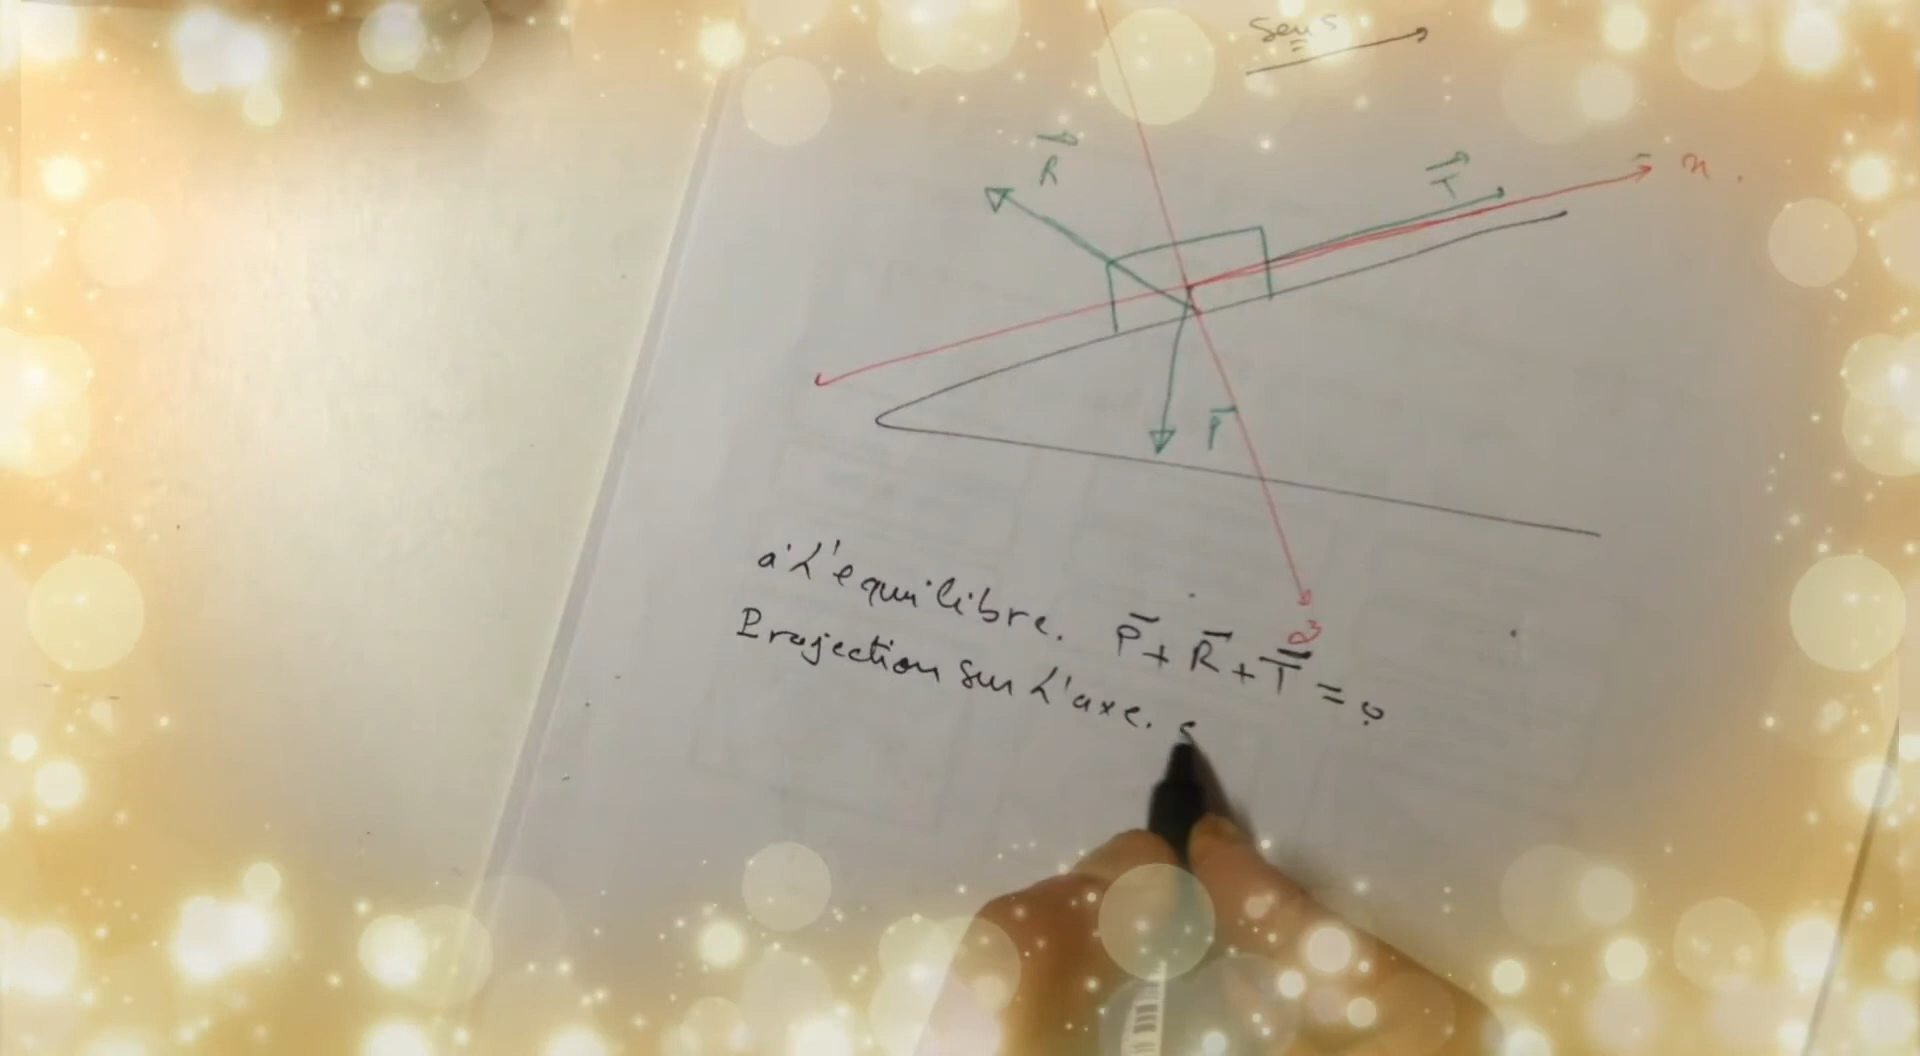 Sens
R
T
x
P
y
a' L'equilibre. P + R + T = 0
Projection sur L'axe.